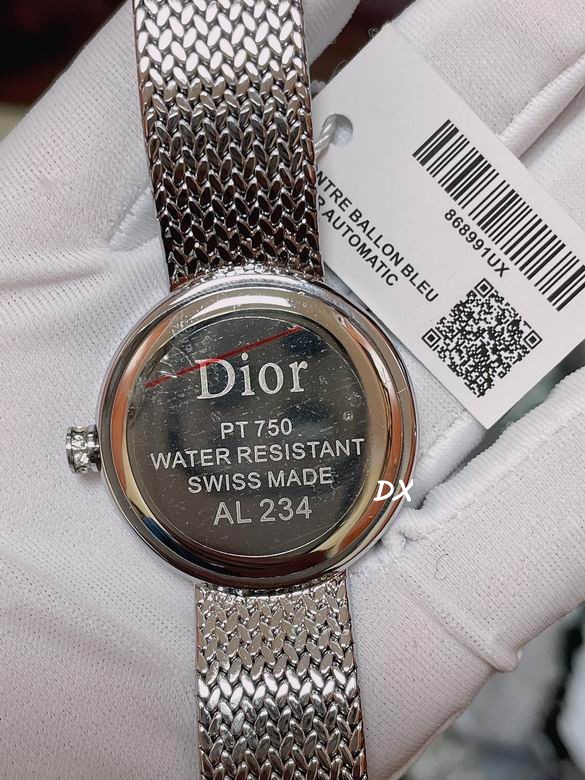 NTRE BALLON BLEU
AUTOMATIC
868991UX
Dior
PT 750
WATER RESISTANT
SWISS MADE
AL 234
DX